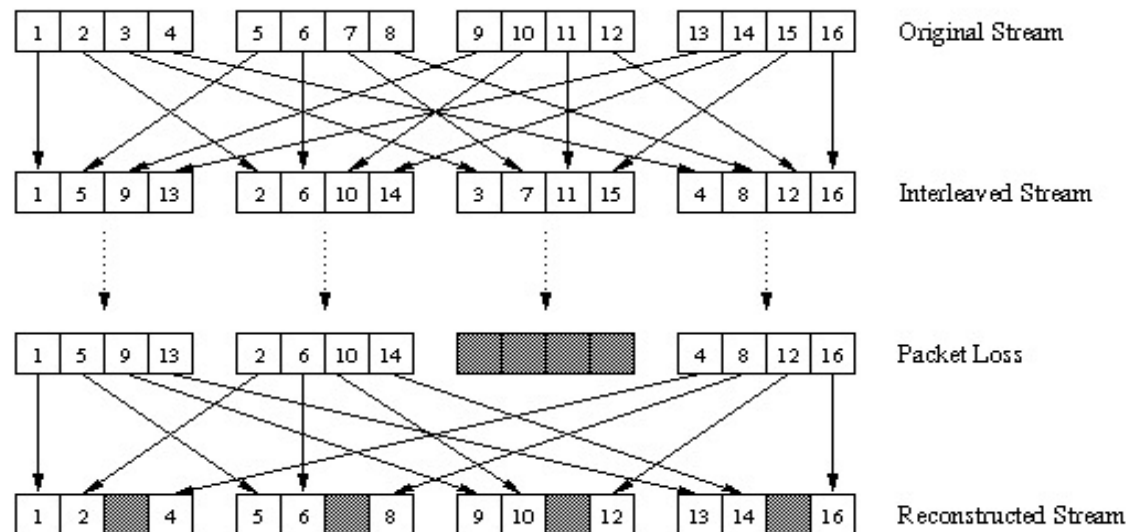 1 2 3 4 5 6 7 8 9 10 11 12 13 14 15 16 Original Stream
1 5 9 13 2 6 10 14 3 7 11 15 4 8 12 16 Interleaved Stream
1 5 9 13 2 6 10 14 4 8 12 16 Packet Loss
1 2 4 5 6 8 9 10 12 13 14 16 Reconstructed Stream